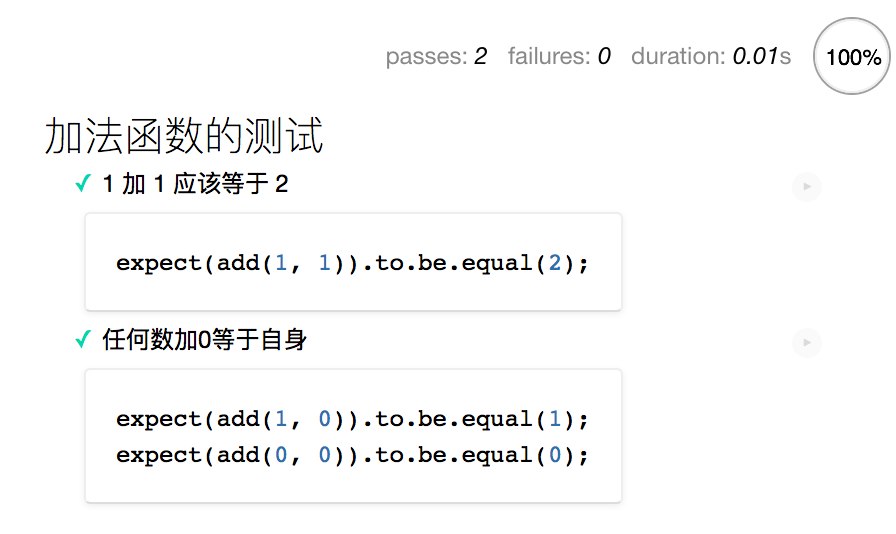 passes: 2 failures: 0 duration: 0.01s 100%
加法函数的测试
✓ 1 加 1 应该等于 2
expect(add(1, 1)).to.be.equal(2);
✓ 任何数加0等于自身
expect(add(1, 0)).to.be.equal(1);
expect(add(0, 0)).to.be.equal(0);